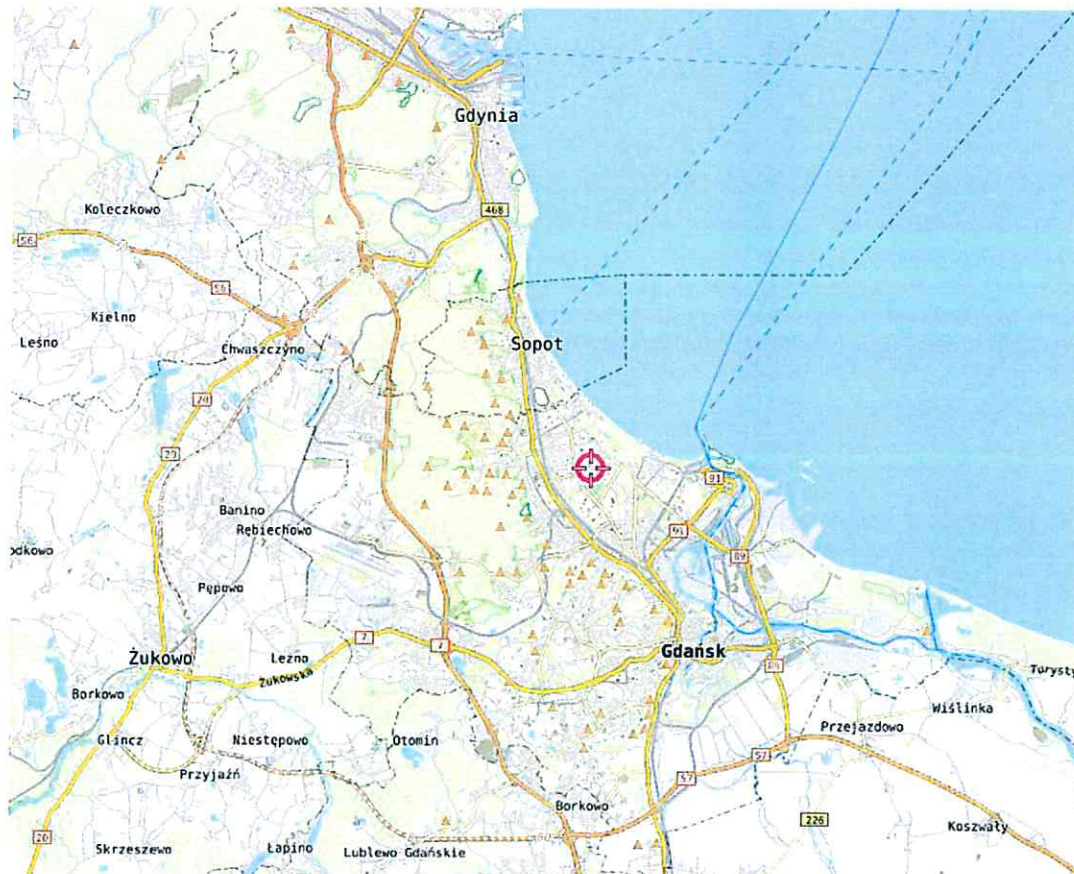 Gdynia
Koleczkowo
468
56
56
Kielno
Leśno
Sopot
Chwaszczyno
20
20
91
Banino
Rębiechowo
odkowo
91
89
Pępowo
7
7
Gdańsk
Żukowo
Leźno
89
Żukowska
Turysty
Borkowo
Wiślinka
Przejazdowo
Glincz
Niestępowo
Otomin
57
Przyjaźń
57
Borkowo
226
20
Koszwały
Skrzeszewo
Łapino
Lublewo Gdańskie